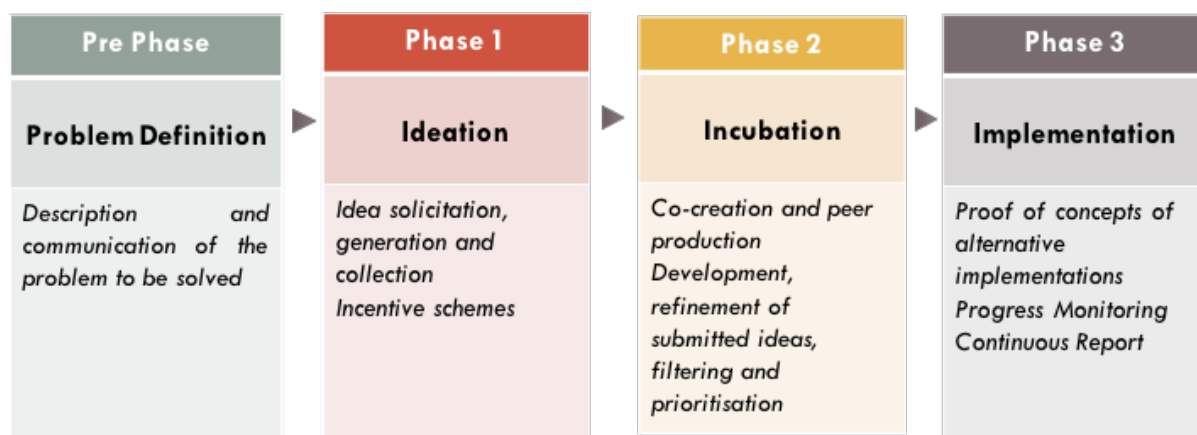 Pre Phase
Problem Definition
Description and
communication of the
problem to be solved
Phase 1
Ideation
Idea solicitation,
generation and
collection
Incentive schemes
Phase 2
Incubation
Co-creation and peer
production
Development,
refinement of
submitted ideas,
filtering and
prioritisation
Phase 3
Implementation
Proof of concepts of
alternative
implementations
Progress Monitoring
Continuous Report